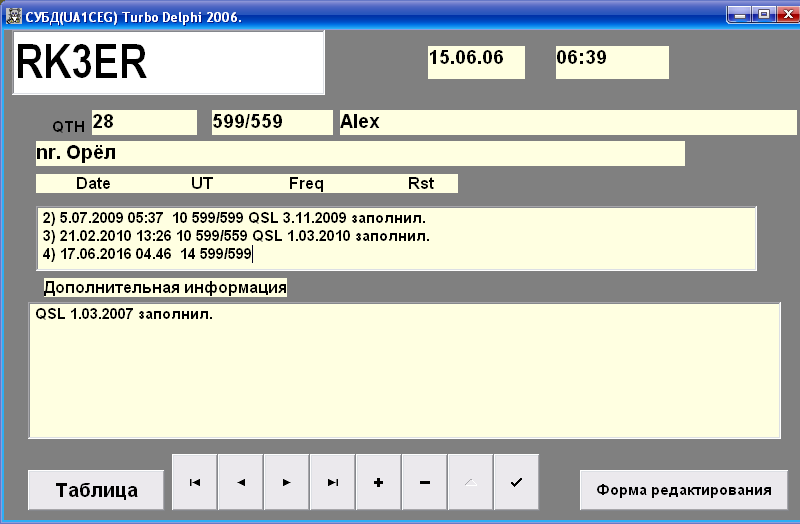 СУБД(UA1CEG) Turbo Delphi 2006.
RK3ER 15.06.06 06:39
QTH 28 599/559 Alex
nr. Орёл
Date UT Freq Rst
2) 5.07.2009 05:37 10 599/599 QSL 3.11.2009 заполнил.
3) 21.02.2010 13:26 10 599/559 QSL 1.03.2010 заполнил.
4) 17.06.2016 04.46 14 599/599
Дополнительная информация
QSL 1.03.2007 заполнил.
Таблица Форма редактирования